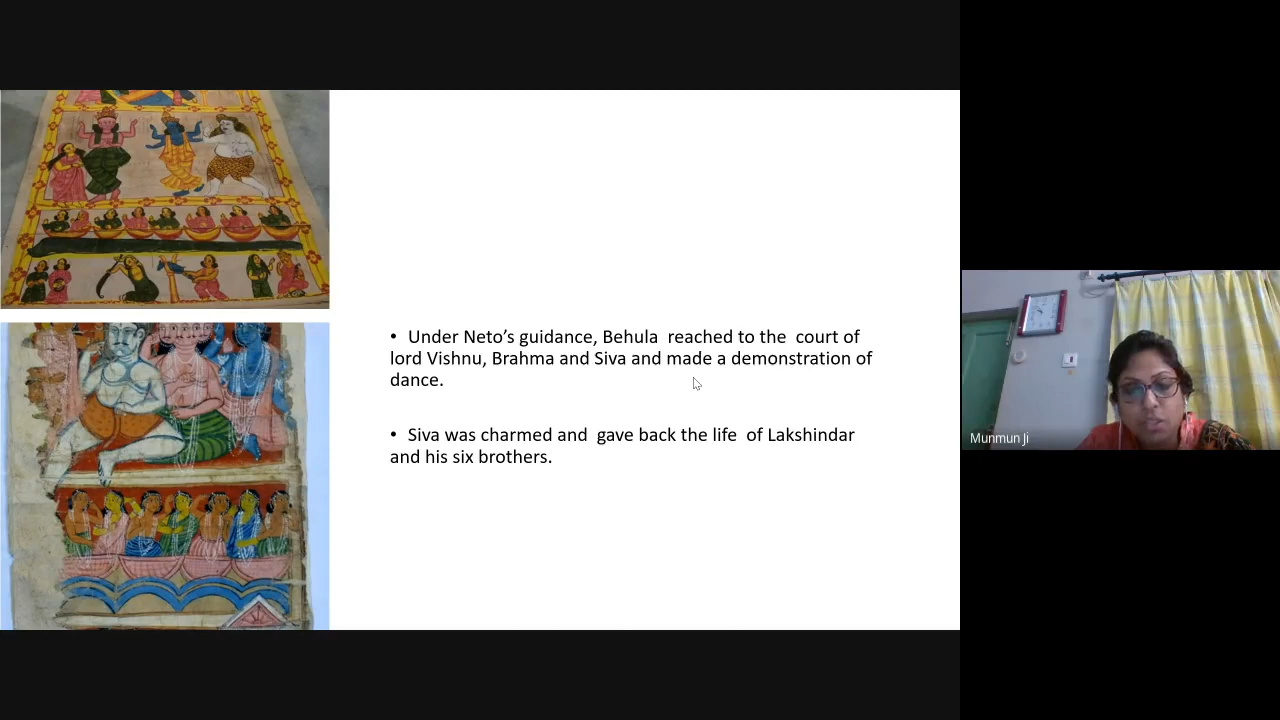 • Under Neto’s guidance, Behula reached to the court of
lord Vishnu, Brahma and Siva and made a demonstration of
dance.
• Siva was charmed and gave back the life of Lakshindar
and his six brothers.
Munmun Ji